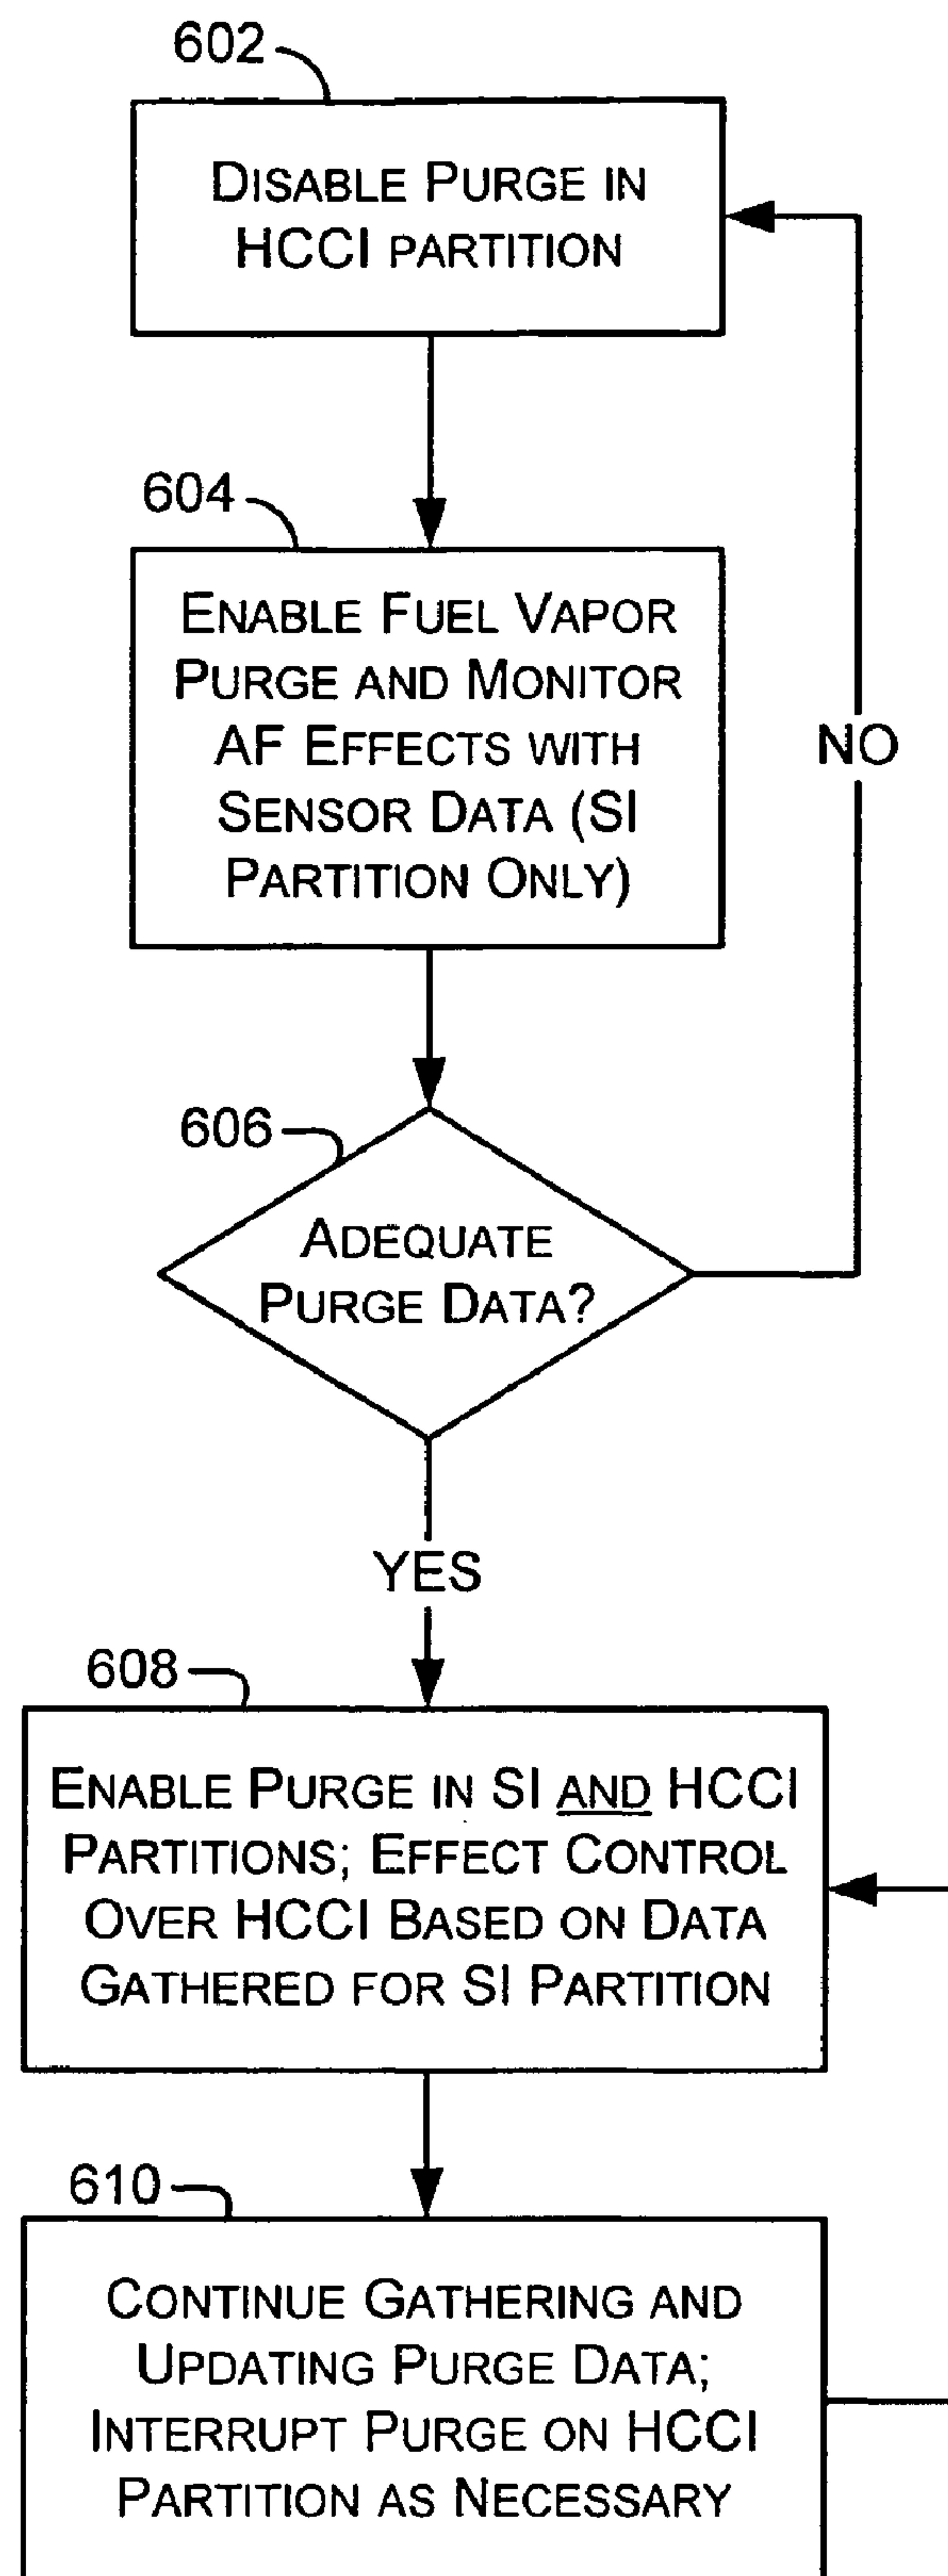 602
DISABLE PURGE IN
HCCI PARTITION
604
ENABLE FUEL VAPOR
PURGE AND MONITOR
AF EFFECTS WITH
SENSOR DATA (SI
PARTITION ONLY)
NO
606
ADEQUATE
PURGE DATA?
YES
608
ENABLE PURGE IN SI AND HCCI
PARTITIONS; EFFECT CONTROL
OVER HCCI BASED ON DATA
GATHERED FOR SI PARTITION
610
CONTINUE GATHERING AND
UPDATING PURGE DATA;
INTERRUPT PURGE ON HCCI
PARTITION AS NECESSARY